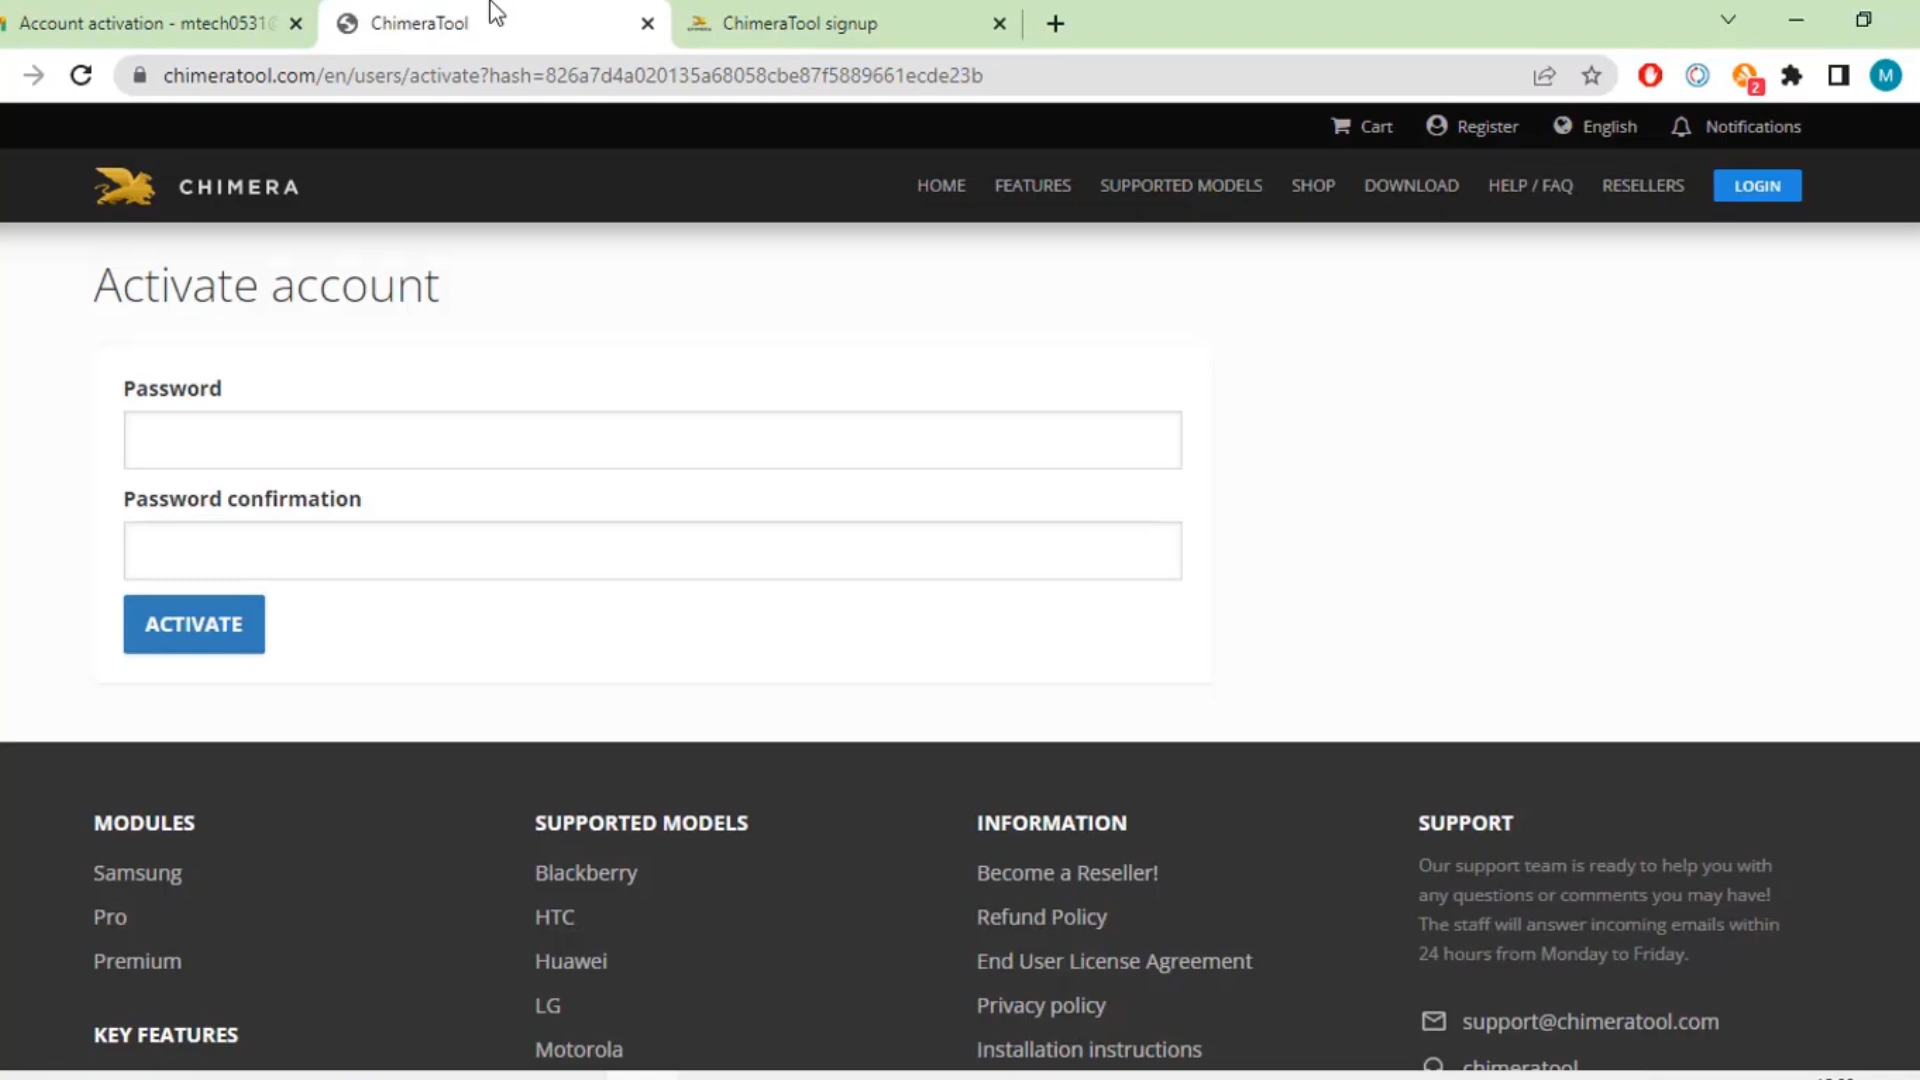 Account activation - mtech0531
ChimeraTool
ChimeraTool signup
chimeratool.com/en/users/activate?hash=826a7d4a020135a68058cbe87f5889661ecde23b
2
M
Cart
Register
English
Notifications
CHIMERA
HOME
FEATURES
SUPPORTED MODELS
SHOP
DOWNLOAD
HELP / FAQ
RESELLERS
LOGIN
Activate account
Password
Password confirmation
ACTIVATE
MODULES
Samsung
Pro
Premium
KEY FEATURES
SUPPORTED MODELS
Blackberry
HTC
Huawei
LG
Motorola
INFORMATION
Become a Reseller!
Refund Policy
End User License Agreement
Privacy policy
Installation instructions
SUPPORT
Our support team is ready to help you with
any questions or comments you may have!
The staff will answer incoming emails within
24 hours from Monday to Friday.
support@chimeratool.com
chimeratool